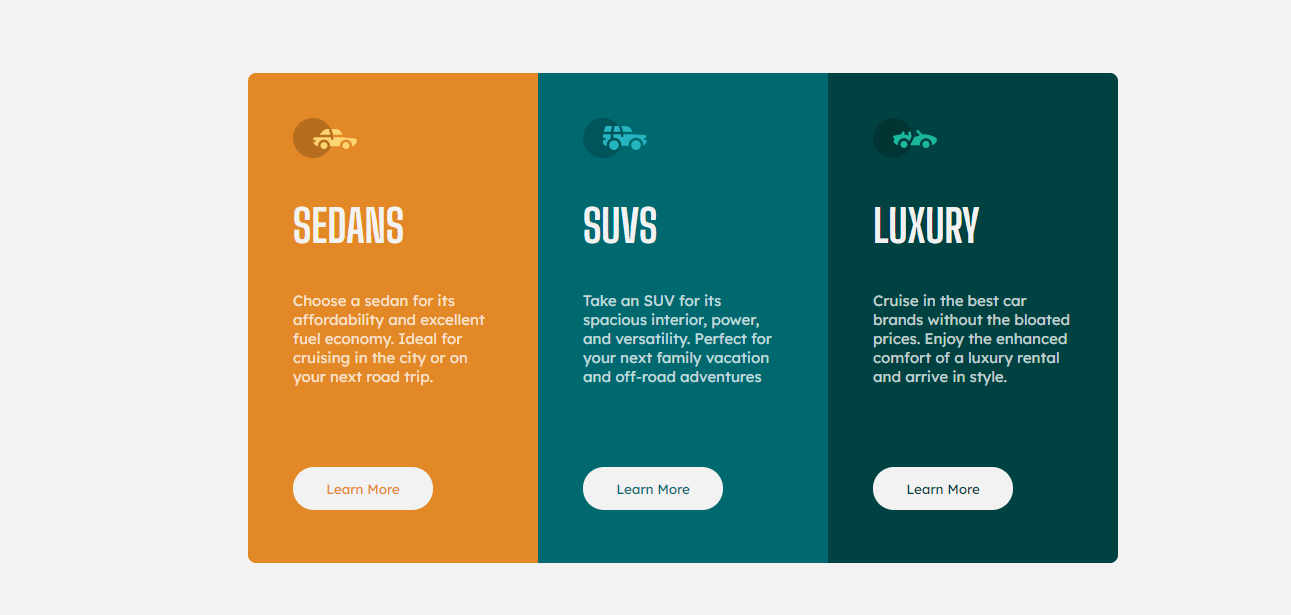 SEDANS
Choose a sedan for its
affordability and excellent
fuel economy. Ideal for
cruising in the city or on
your next road trip.
Learn More
SUVS
Take an SUV for its
spacious interior, power,
and versatility. Perfect for
your next family vacation
and off-road adventures
Learn More
LUXURY
Cruise in the best car
brands without the bloated
prices. Enjoy the enhanced
comfort of a luxury rental
and arrive in style.
Learn More